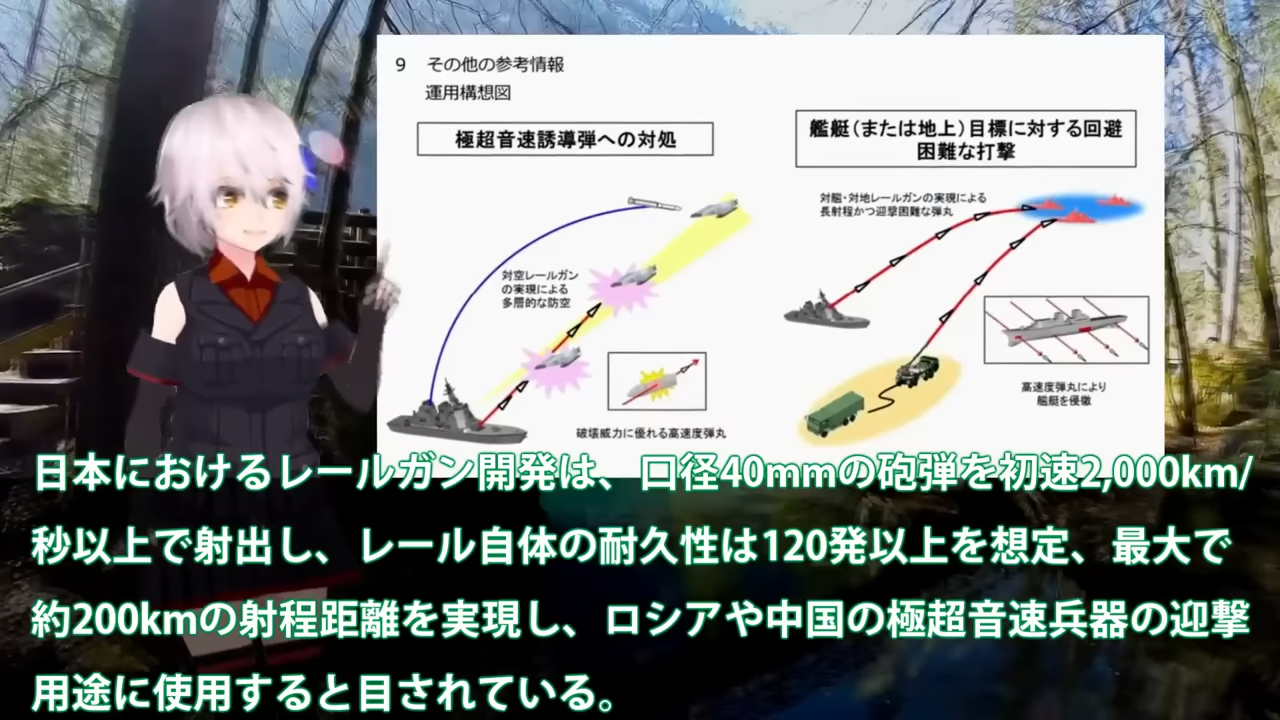 9 その他の参考情報
運用構想図
極超音速誘導弾への対処
対空レールガン
の実現による
多層的な防空
破壊威力に優れる高速度弾丸
艦艇(または地上)目標に対する回避
困難な打撃
対艦・対地レールガンの実現による
長射程かつ迎撃困難な弾丸
高速度弾丸により
艦艇を侵徹
日本におけるレールガン開発は、口径40mmの砲弾を初速2,000km/
秒以上で射出し、レール自体の耐久性は120発以上を想定、最大で
約200kmの射程距離を実現し、ロシアや中国の極超音速兵器の迎撃
用途に使用すると目されている。